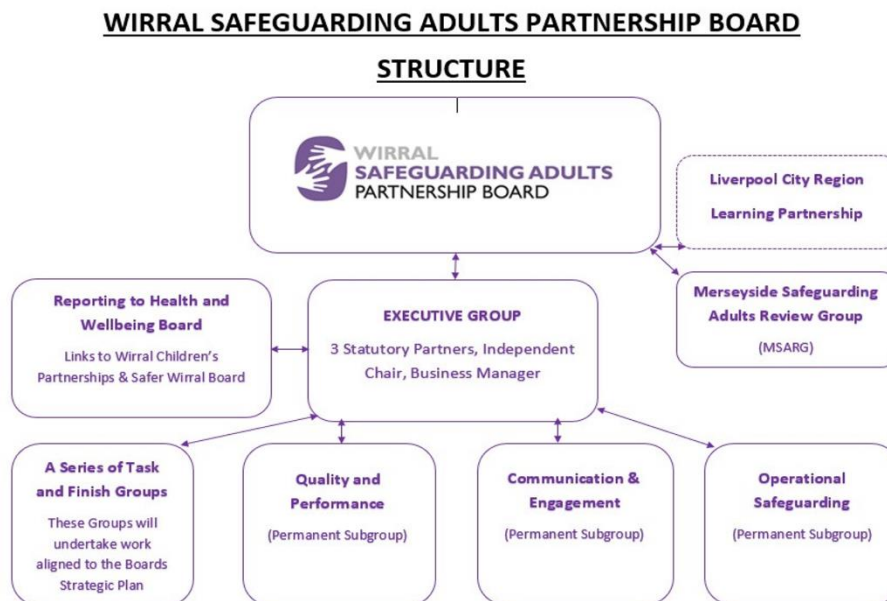 WIRRAL SAFEGUARDING ADULTS PARTNERSHIP BOARD
STRUCTURE
WIRRAL
SAFEGUARDING ADULTS
PARTNERSHIP BOARD
Liverpool City Region
Learning Partnership
Merseyside Safeguarding
Adults Review Group
(MSARG)
Reporting to Health and
Wellbeing Board
Links to Wirral Children's
Partnerships & Safer Wirral Board
EXECUTIVE GROUP
3 Statutory Partners, Independent
Chair, Business Manager
A Series of Task
and Finish Groups
These Groups will
undertake work
aligned to the Boards
Strategic Plan
Quality and
Performance
(Permanent Subgroup)
Communication &
Engagement
(Permanent Subgroup)
Operational
Safeguarding
(Permanent Subgroup)